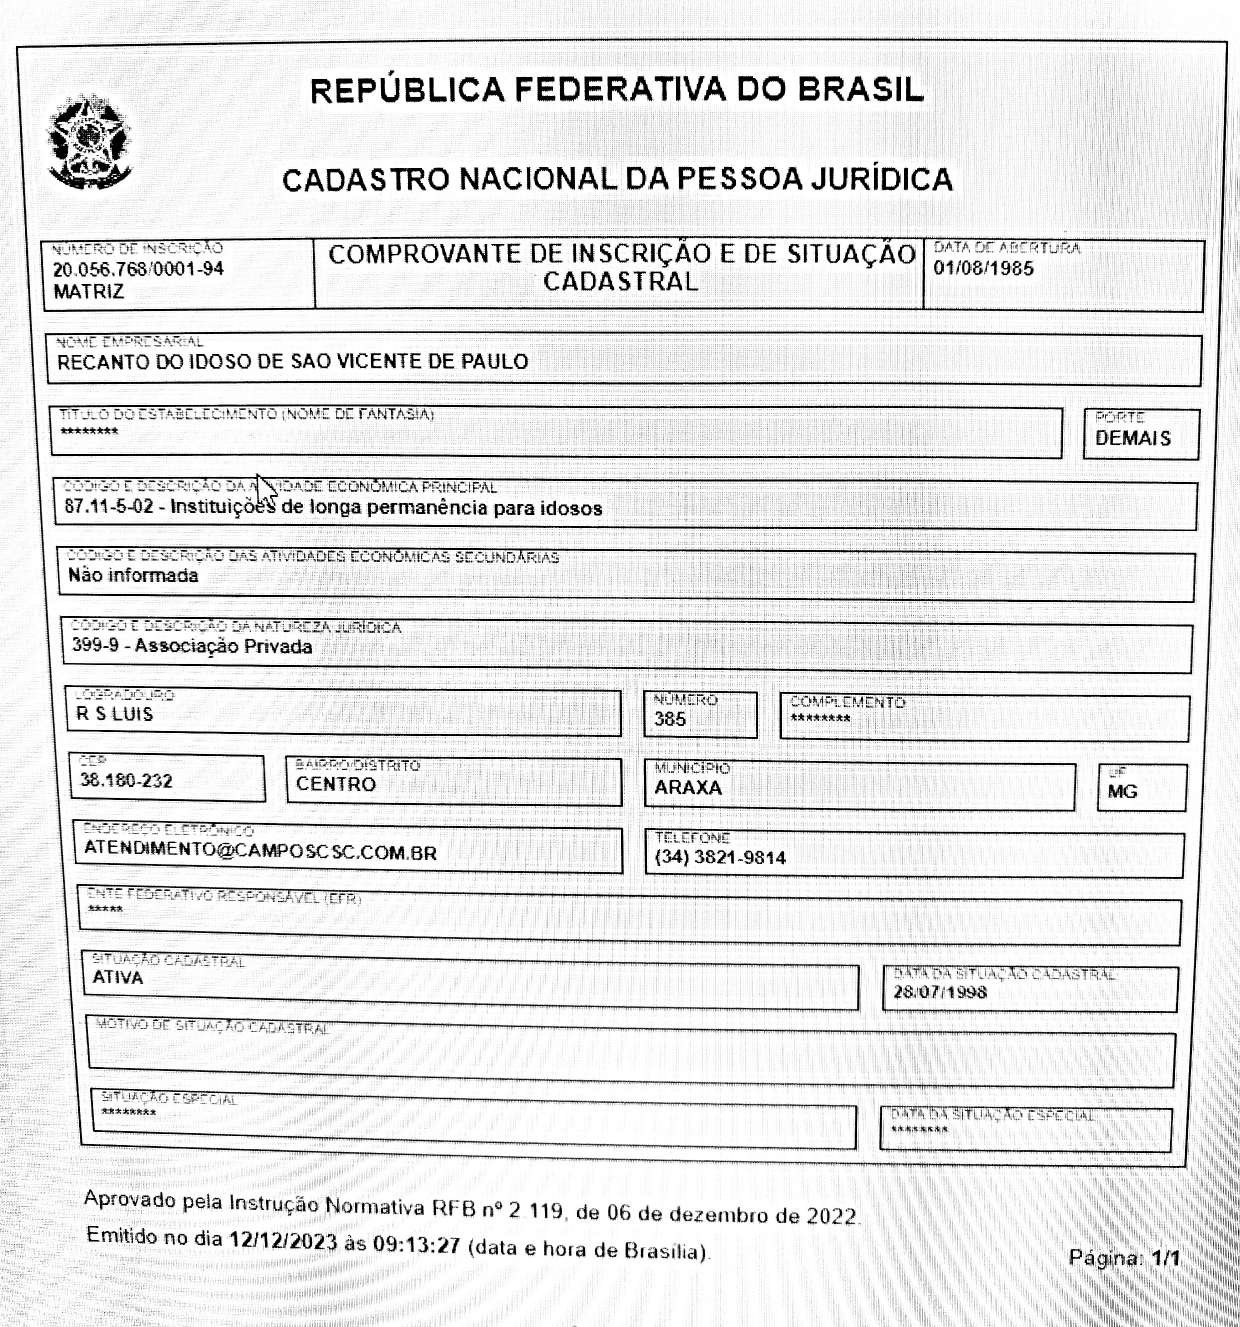 REPÚBLICA FEDERATIVA DO BRASIL
CADASTRO NACIONAL DA PESSOA JURÍDICA
NÚMERO DE INSCRIÇÃO
20.056.768/0001-94
MATRIZ
COMPROVANTE DE INSCRIÇÃO E DE SITUAÇÃO
CADASTRAL
DATA DE ABERTURA
01/08/1985
NOME EMPRESARIAL
RECANTO DO IDOSO DE SAO VICENTE DE PAULO
TÍTULO DO ESTABELECIMENTO (NOME DE FANTASIA)
********
PORTE
DEMAIS
CÓDIGO E DESCRIÇÃO DA ATIVIDADE ECONÔMICA PRINCIPAL
87.11-5-02 - Instituições de longa permanência para idosos
CÓDIGO E DESCRIÇÃO DAS ATIVIDADES ECONÔMICAS SECUNDÁRIAS
Não informada
CÓDIGO E DESCRIÇÃO DA NATUREZA JURÍDICA
399-9 - Associação Privada
LOGRADOURO
R S LUIS
NÚMERO
385
COMPLEMENTO
********
CEP
38.180-232
BAIRRO/DISTRITO
CENTRO
MUNICÍPIO
ARAXA
UF
MG
ENDEREÇO ELETRÔNICO
ATENDIMENTO@CAMPOSCSC.COM.BR
TELEFONE
(34) 3821-9814
ENTE FEDERATIVO RESPONSÁVEL (EFR)
*****
SITUAÇÃO CADASTRAL
ATIVA
DATA DA SITUAÇÃO CADASTRAL
28/07/1998
MOTIVO DE SITUAÇÃO CADASTRAL
SITUAÇÃO ESPECIAL
********
DATA DA SITUAÇÃO ESPECIAL
********
Aprovado pela Instrução Normativa RFB nº 2.119, de 06 de dezembro de 2022.
Emitido no dia 12/12/2023 às 09:13:27 (data e hora de Brasília).
Página: 1/1